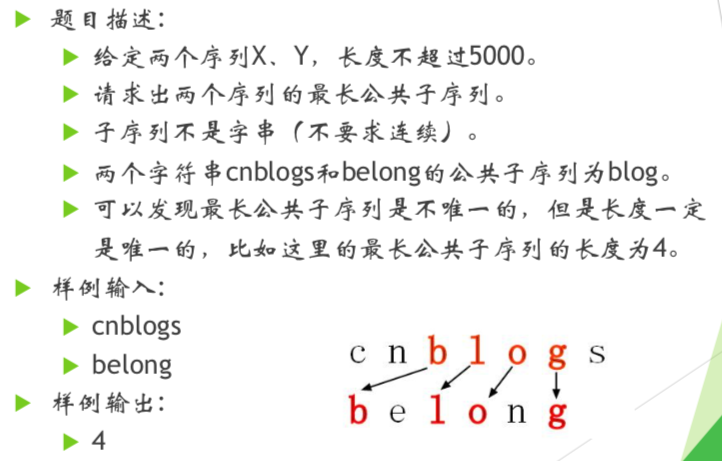 题目描述：
给定两个序列X、Y，长度不超过5000。
请求出两个序列的最长公共子序列。
子序列不是字串（不要求连续）。
两个字符串cnblogs和belong的公共子序列为blog。
可以发现最长公共子序列是不唯一的，但是长度一定
是唯一的，比如这里的最长公共子序列的长度为4。
样例输入：
cnblogs
belong
样例输出：
4
c n b l o g s
b e l o n g